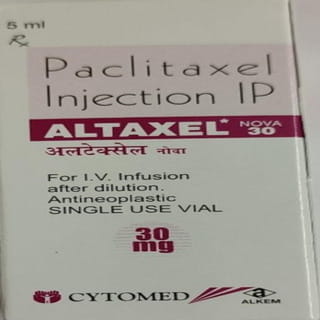 5 ml
Rx
Paclitaxel
Injection IP
ALTAXEL* NOVA 30
अलटेक्सेल नोवा
For I.V. Infusion
after dilution.
Antineoplastic
SINGLE USE VIAL
30
mg
CYTOMED
ALKEM